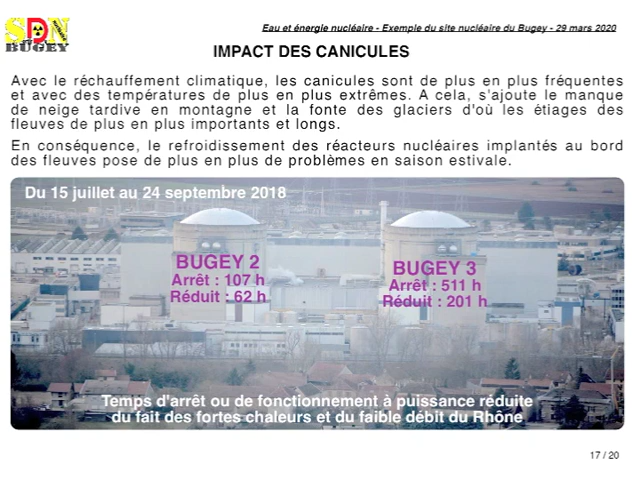 SDN
BUGEY
Eau et énergie nucléaire - Exemple du site nucléaire du Bugey - 29 mars 2020
IMPACT DES CANICULES
Avec le réchauffement climatique, les canicules sont de plus en plus fréquentes
et avec des températures de plus en plus extrêmes. A cela, s'ajoute le manque
de neige tardive en montagne et la fonte des glaciers d'où les étiages des
fleuves de plus en plus importants et longs.
En conséquence, le refroidissement des réacteurs nucléaires implantés au bord
des fleuves pose de plus en plus de problèmes en saison estivale.
Du 15 juillet au 24 septembre 2018
BUGEY 2
Arrêt : 107 h
Réduit : 62 h
BUGEY 3
Arrêt : 511 h
Réduit : 201 h
Temps d'arrêt ou de fonctionnement à puissance réduite
du fait des fortes chaleurs et du faible débit du Rhône
17 / 20